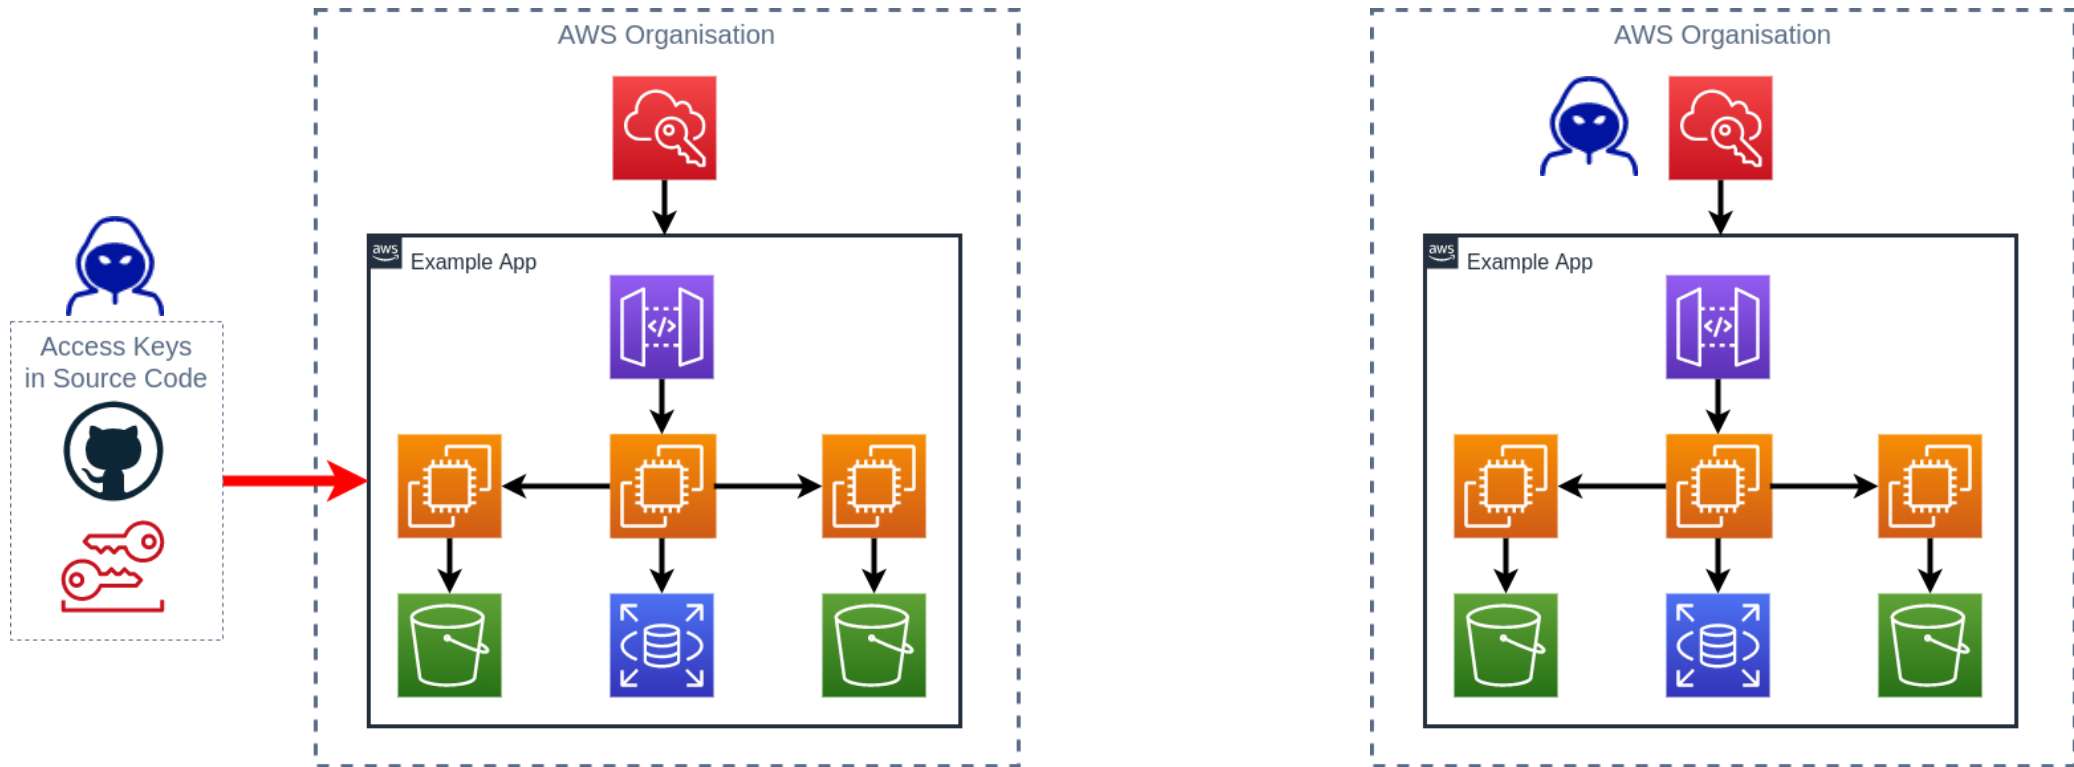 AWS Organisation
aws
Example App
</>
Access Keys
in Source Code
AWS Organisation
aws
Example App
</>